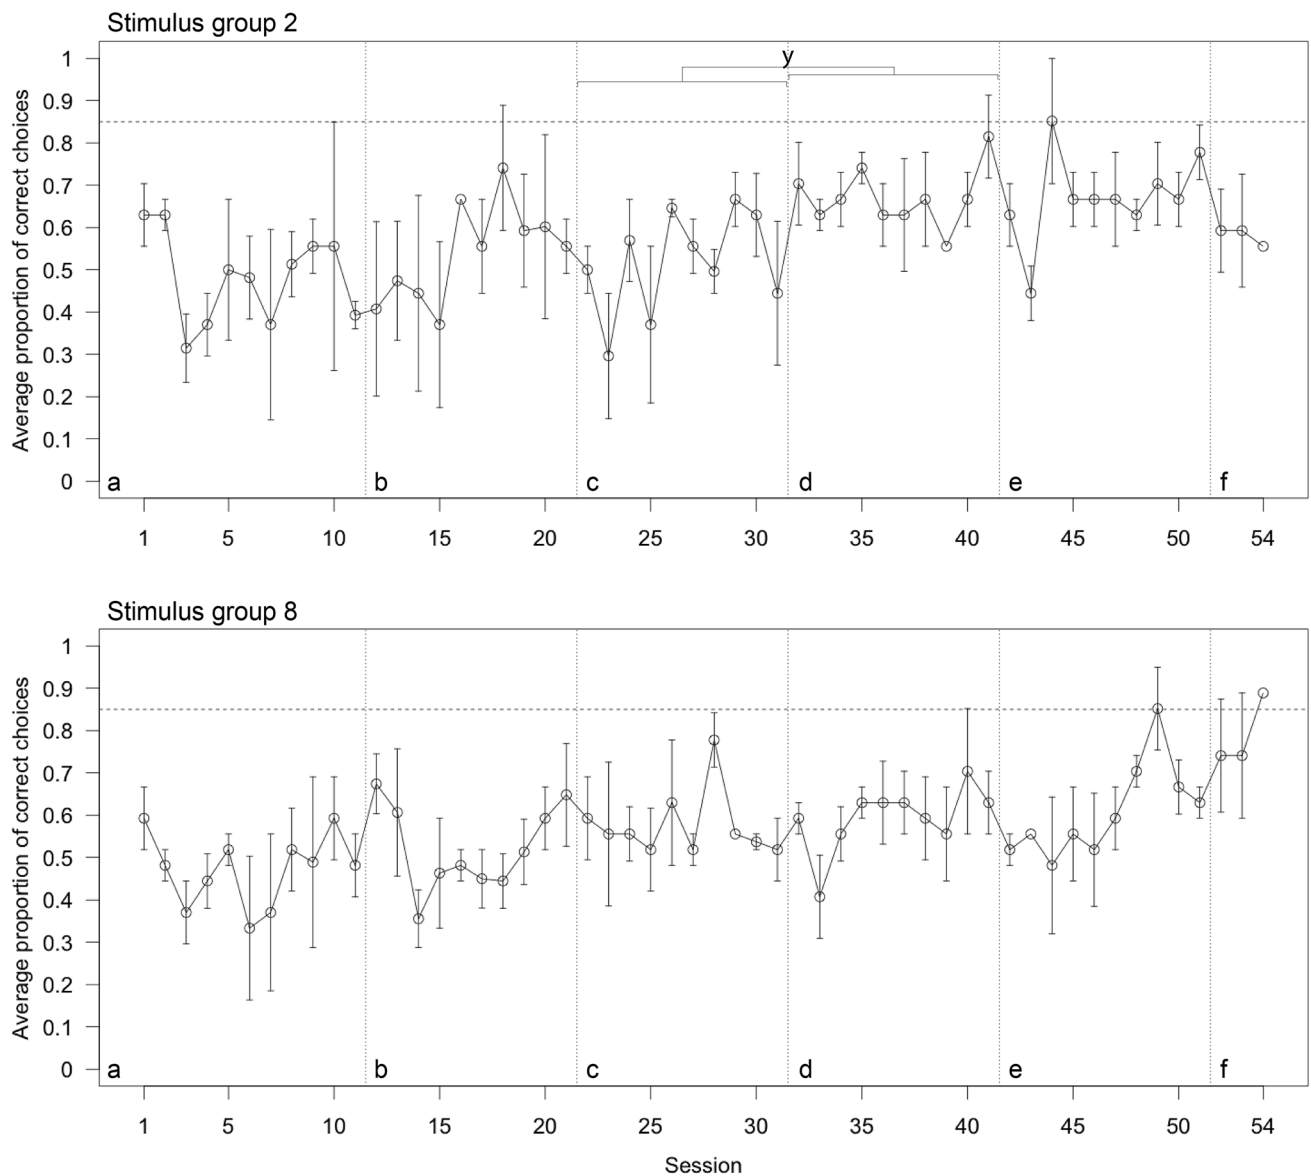 Stimulus group 2
Average proportion of correct choices
1
0.9
0.8
0.7
0.6
0.5
0.4
0.3
0.2
0.1
0
y
a b c d e f
1 5 10 15 20 25 30 35 40 45 50 54
Stimulus group 8
Average proportion of correct choices
1
0.9
0.8
0.7
0.6
0.5
0.4
0.3
0.2
0.1
0
a b c d e f
1 5 10 15 20 25 30 35 40 45 50 54
Session